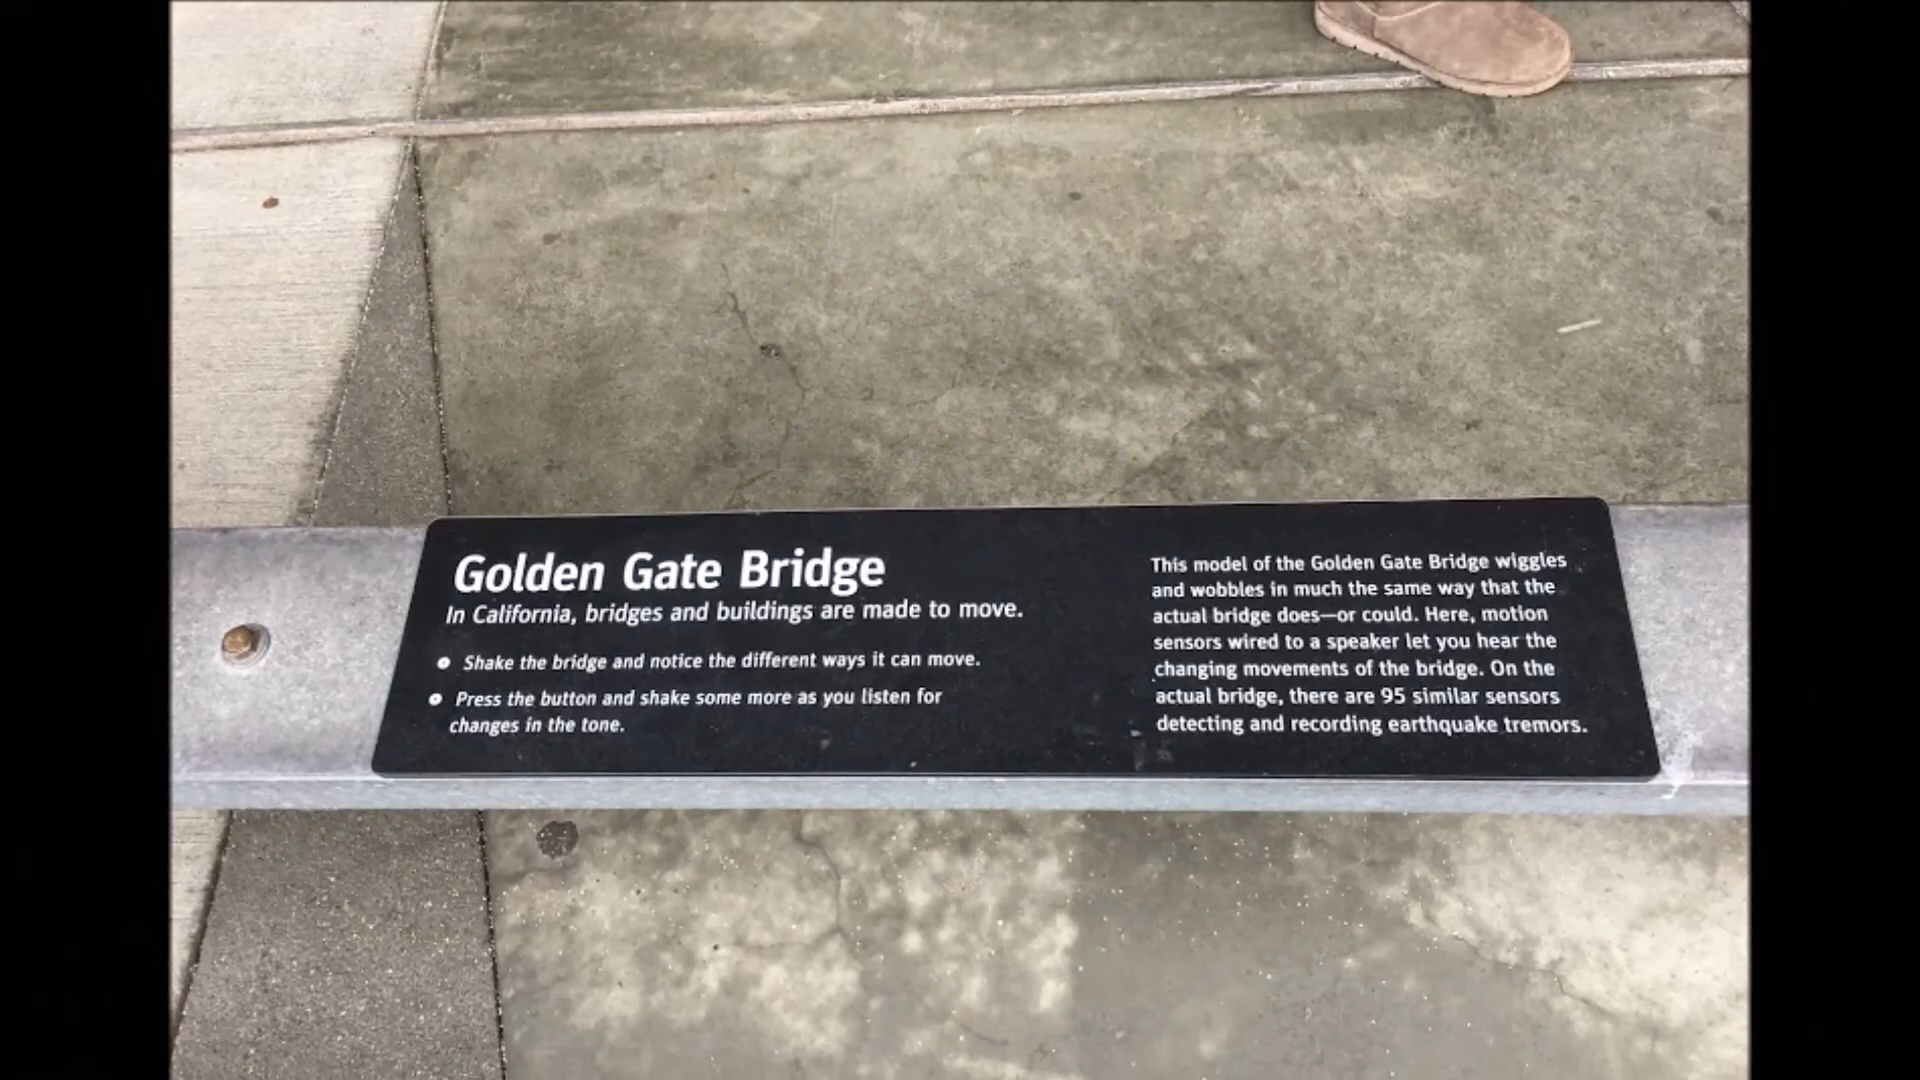 Golden Gate Bridge
In California, bridges and buildings are made to move.
Shake the bridge and notice the different ways it can move.
Press the button and shake some more as you listen for
changes in the tone.
This model of the Golden Gate Bridge wiggles
and wobbles in much the same way that the
actual bridge does—or could. Here, motion
sensors wired to a speaker let you hear the
changing movements of the bridge. On the
actual bridge, there are 95 similar sensors
detecting and recording earthquake tremors.